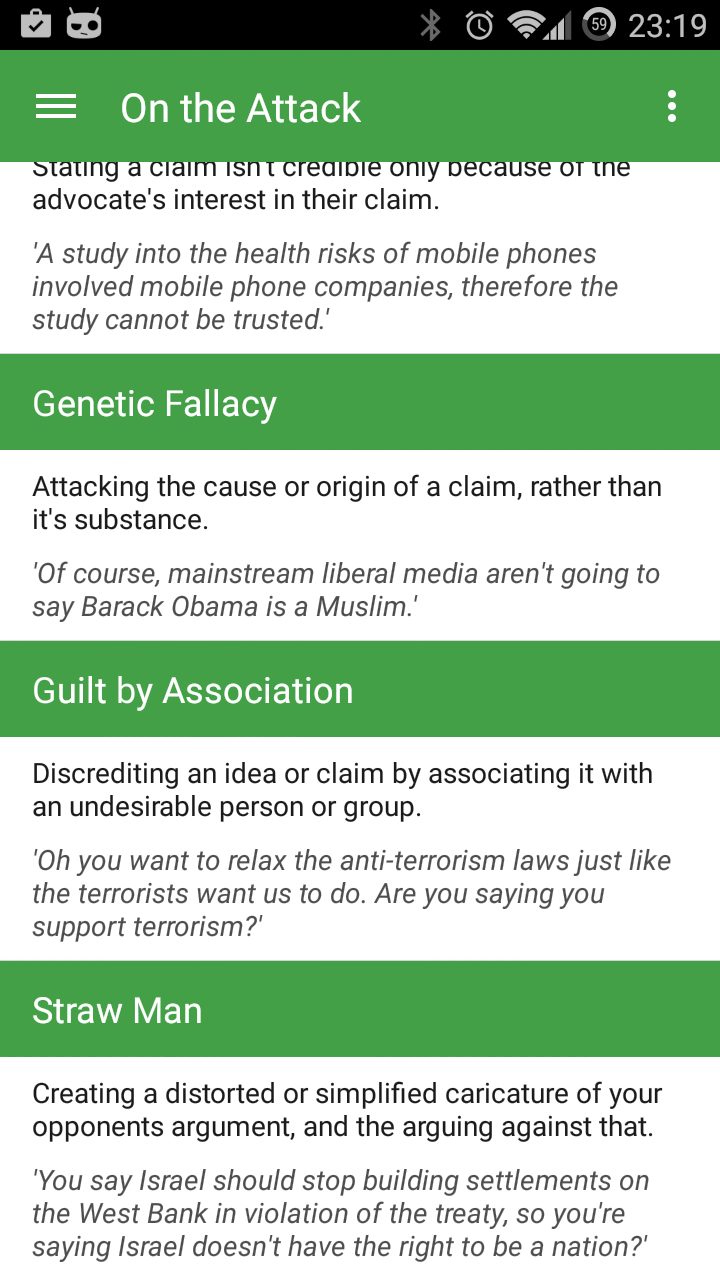 59 23:19
On the Attack
Stating a claim isn't credible only because of the
advocate's interest in their claim.
'A study into the health risks of mobile phones
involved mobile phone companies, therefore the
study cannot be trusted.'
Genetic Fallacy
Attacking the cause or origin of a claim, rather than
it's substance.
'Of course, mainstream liberal media aren't going to
say Barack Obama is a Muslim.'
Guilt by Association
Discrediting an idea or claim by associating it with
an undesirable person or group.
'Oh you want to relax the anti-terrorism laws just like
the terrorists want us to do. Are you saying you
support terrorism?'
Straw Man
Creating a distorted or simplified caricature of your
opponents argument, and the arguing against that.
'You say Israel should stop building settlements on
the West Bank in violation of the treaty, so you're
saying Israel doesn't have the right to be a nation?'